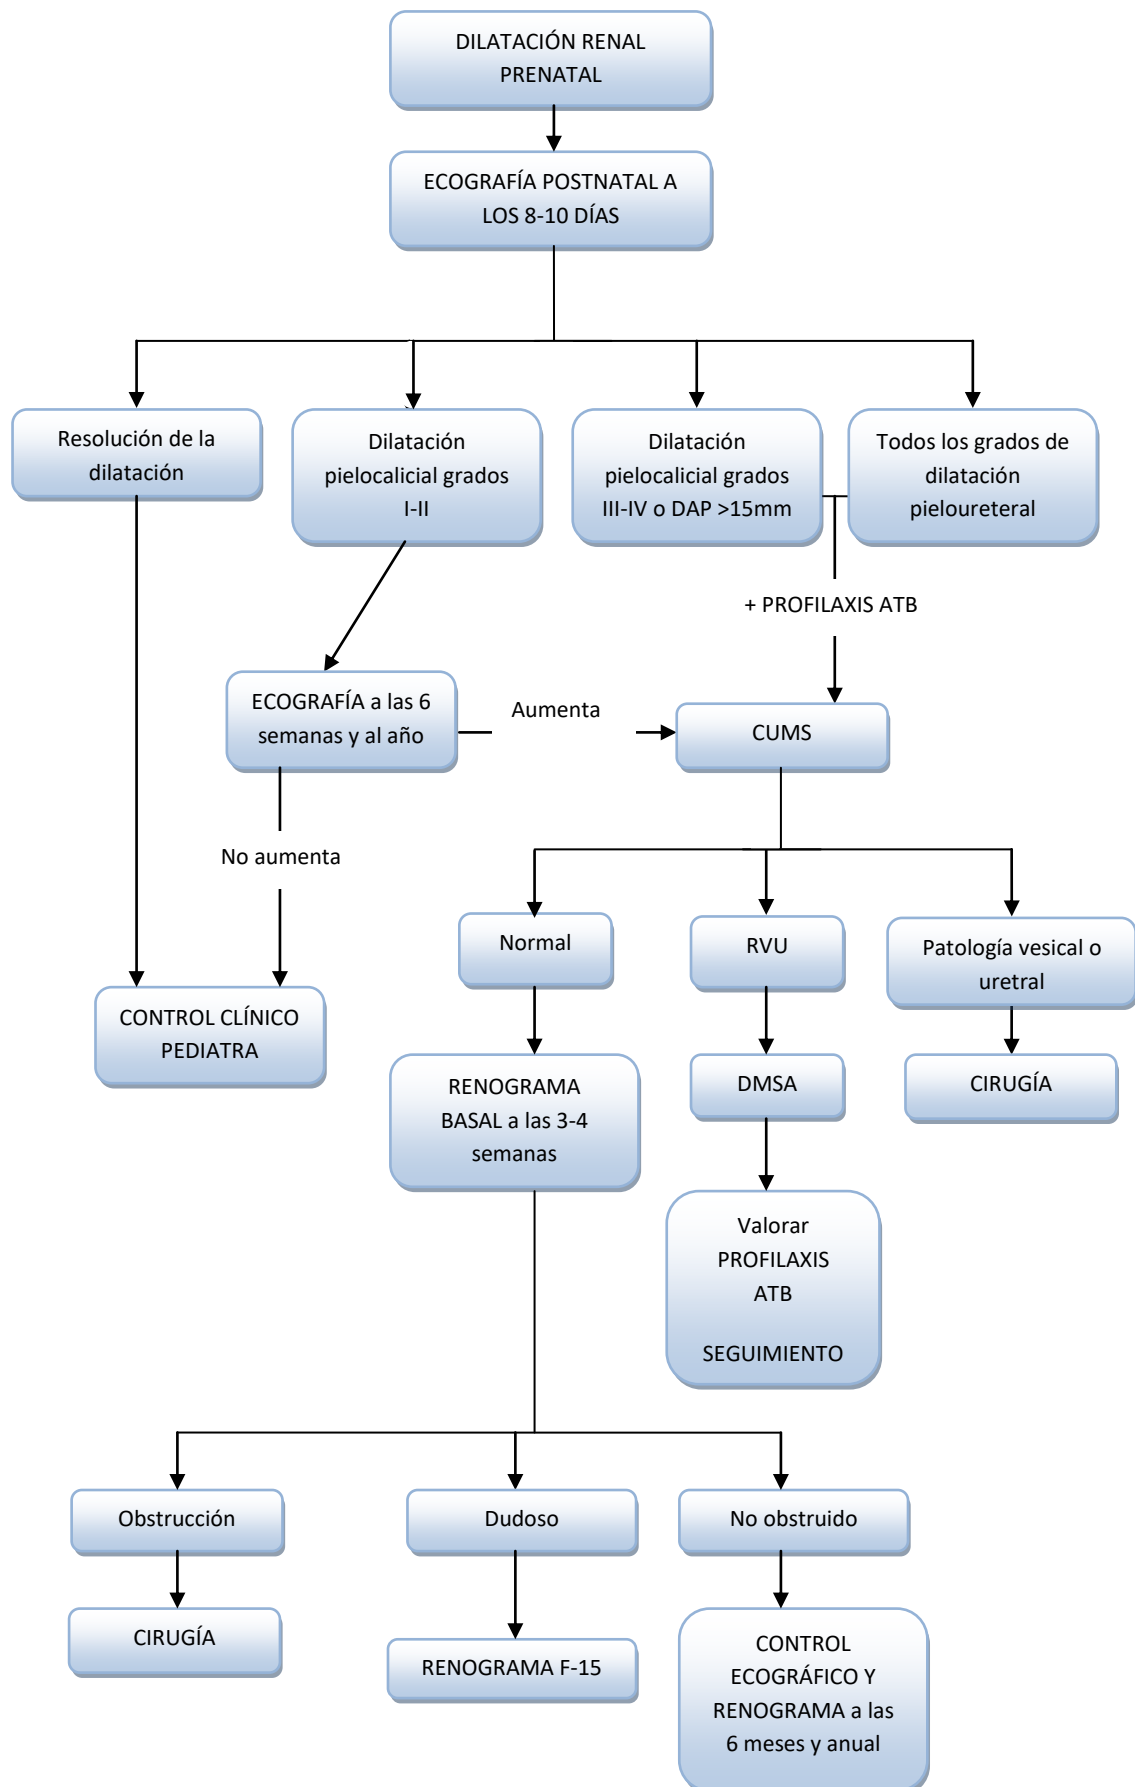 DILATACIÓN RENAL
PRENATAL
ECOGRAFÍA POSTNATAL A
LOS 8-10 DÍAS
Resolución de la
dilatación
Dilatación
pielocalicial grados
I-II
Dilatación
pielocalicial grados
III-IV o DAP >15mm
Todos los grados de
dilatación
pieloureteral
+ PROFILAXIS ATB
ECOGRAFÍA a las 6
semanas y al año
Aumenta
CUMS
No aumenta
Normal
RVU
Patología vesical o
uretral
CONTROL CLÍNICO
PEDIATRA
RENOGRAMA
BASAL a las 3-4
semanas
DMSA
CIRUGÍA
Valorar
PROFILAXIS
ATB
SEGUIMIENTO
Obstrucción
Dudoso
No obstruido
CIRUGÍA
RENOGRAMA F-15
CONTROL
ECOGRÁFICO Y
RENOGRAMA a las
6 meses y anual